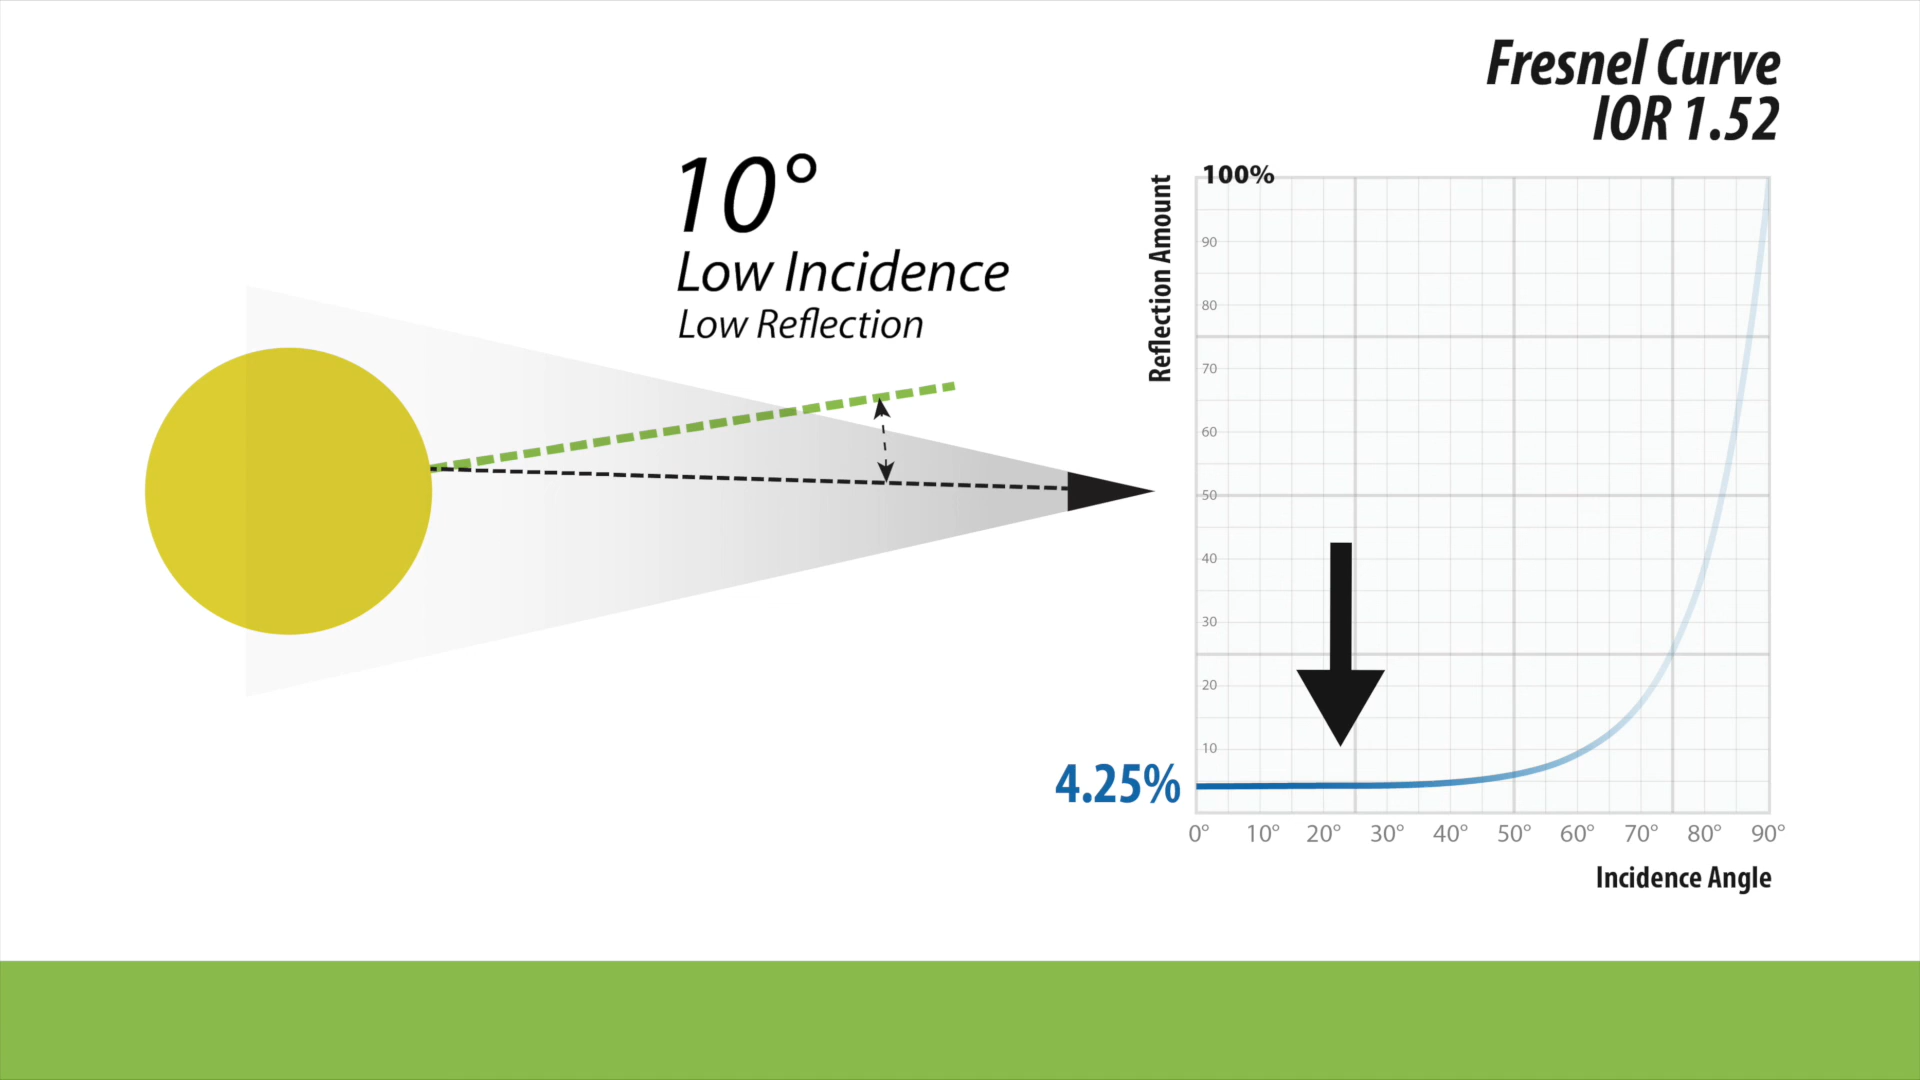 Fresnel Curve
IOR 1.52
10°
Low Incidence
Low Reflection
Reflection Amount
100%
90
80
70
60
50
40
30
20
10
4.25%
0° 10° 20° 30° 40° 50° 60° 70° 80° 90°
Incidence Angle